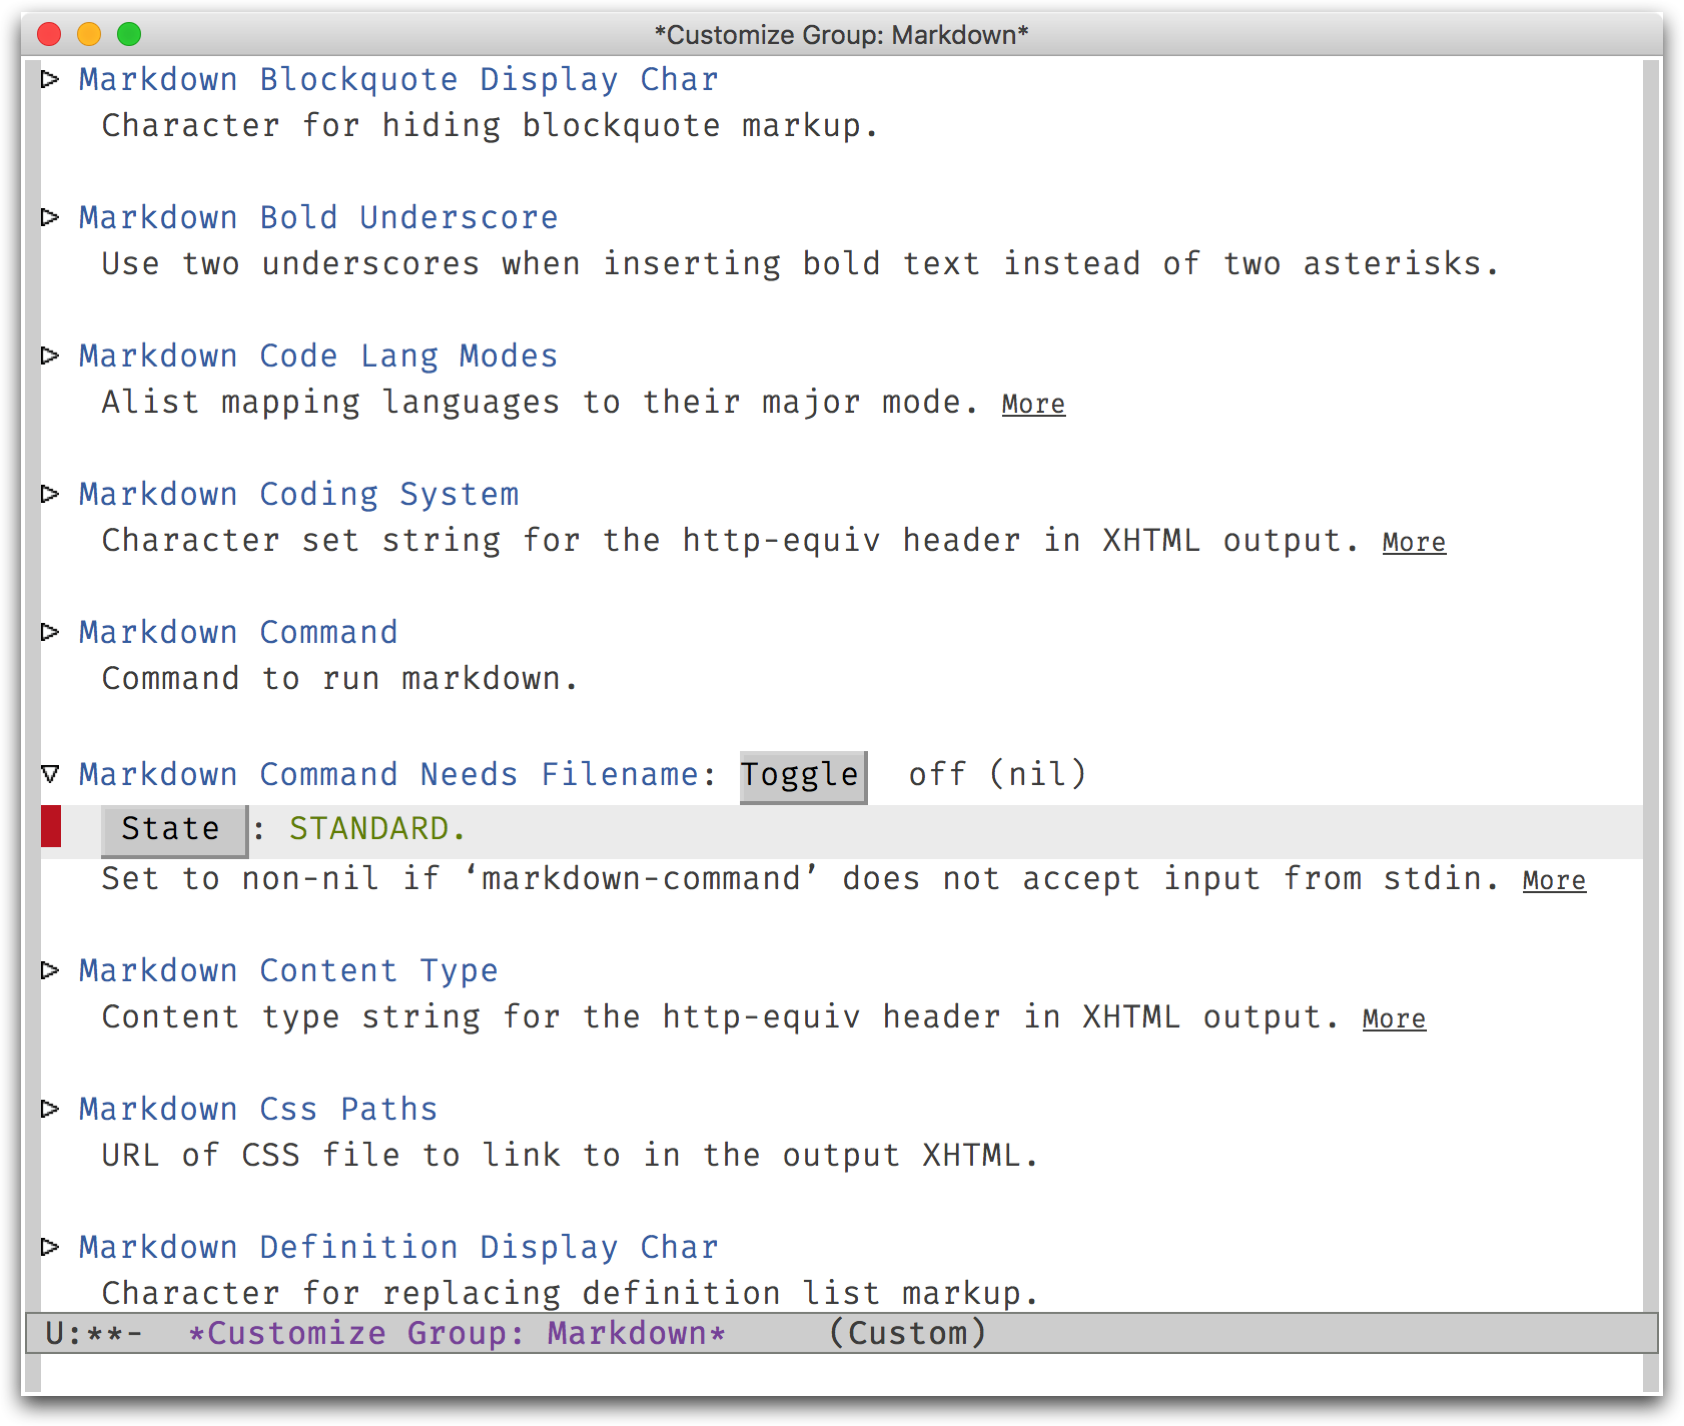 *Customize Group: Markdown*
Markdown Blockquote Display Char
Character for hiding blockquote markup.
Markdown Bold Underscore
Use two underscores when inserting bold text instead of two asterisks.
Markdown Code Lang Modes
Alist mapping languages to their major mode. More
Markdown Coding System
Character set string for the http-equiv header in XHTML output. More
Markdown Command
Command to run markdown.
Markdown Command Needs Filename: Toggle off (nil)
State : STANDARD.
Set to non-nil if ‘markdown-command’ does not accept input from stdin. More
Markdown Content Type
Content type string for the http-equiv header in XHTML output. More
Markdown Css Paths
URL of CSS file to link to in the output XHTML.
Markdown Definition Display Char
Character for replacing definition list markup.
U:**- *Customize Group: Markdown* (Custom)